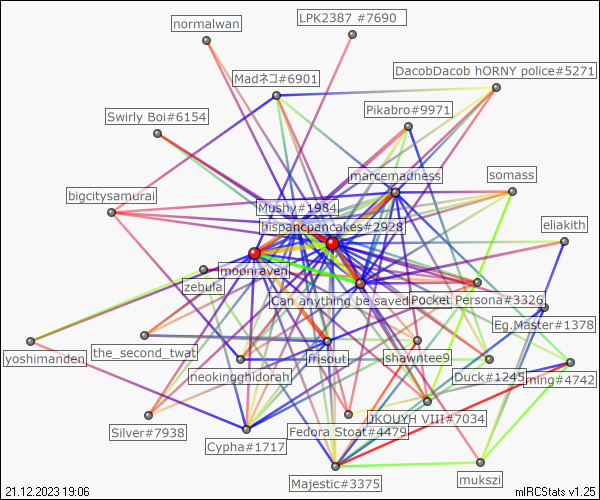 LPK2387 #7690
normalwan
DacobDacob hORNY police#5271
Madネコ#6901
Pikabro#9971
Swirly Boi#6154
marcemadness
somass
bigcitysamurai
Mushy#1984
hispancpancakes#2928
eliakith
moonraven
zebula
Can anything be saved
Pocket Persona#3326
Eg.Master#1378
yoshimanden
the_second_twat
frisout
shawntee9
neokingghidorah
Duck#1245
ming#4742
JKOUYH VIII#7034
Silver#7938
Fedora Stoat#4479
Cypha#1717
Majestic#3375
mukszi
21.12.2023 19:06
mIRCStats v1.25